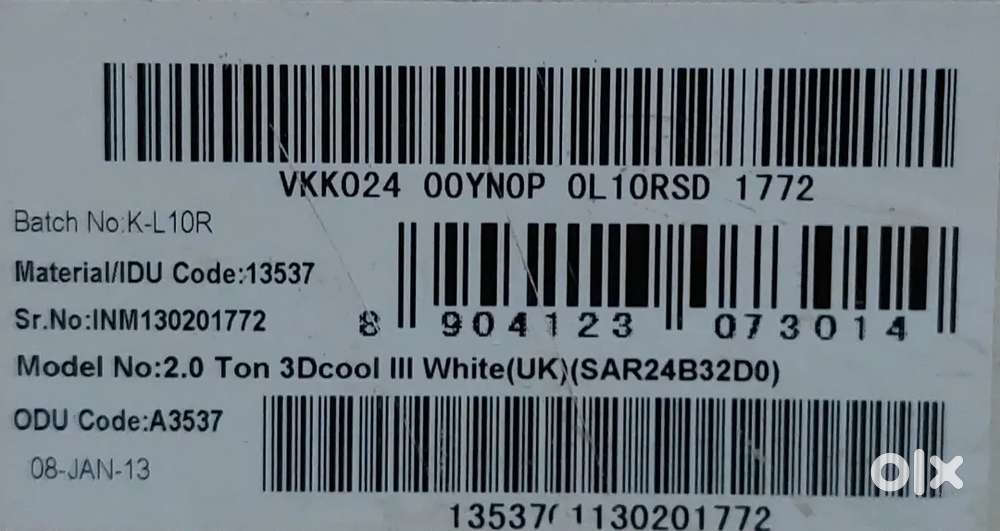 VKK024 00YN0P 0L10RSD 1772
Batch No:K-L10R
Material/IDU Code:13537
Sr.No:INM130201772
8 904123 073014
Model No:2.0 Ton 3Dcool III White(UK)(SAR24B32D0)
ODU Code:A3537
08-JAN-13
olx